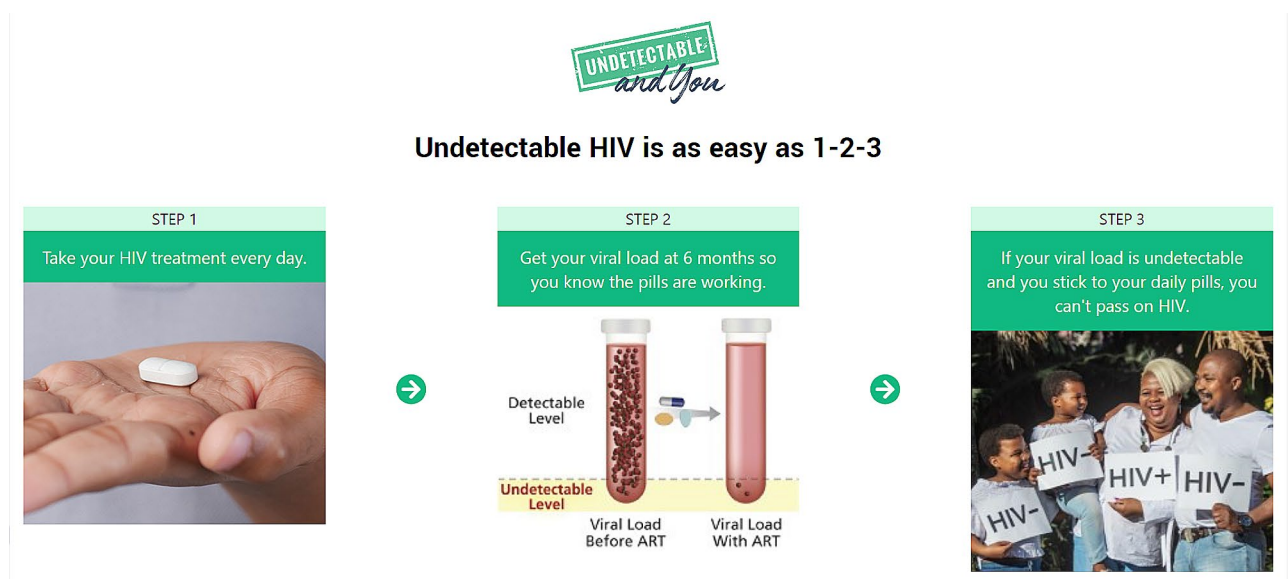 UNDETECTABLE
and You
Undetectable HIV is as easy as 1-2-3
STEP 1
Take your HIV treatment every day.
STEP 2
Get your viral load at 6 months so
you know the pills are working.
Detectable
Level
Undetectable
Level
Viral Load
Before ART
Viral Load
With ART
STEP 3
If your viral load is undetectable
and you stick to your daily pills, you
can't pass on HIV.
HIV-
HIV-
HIV+
HIV-